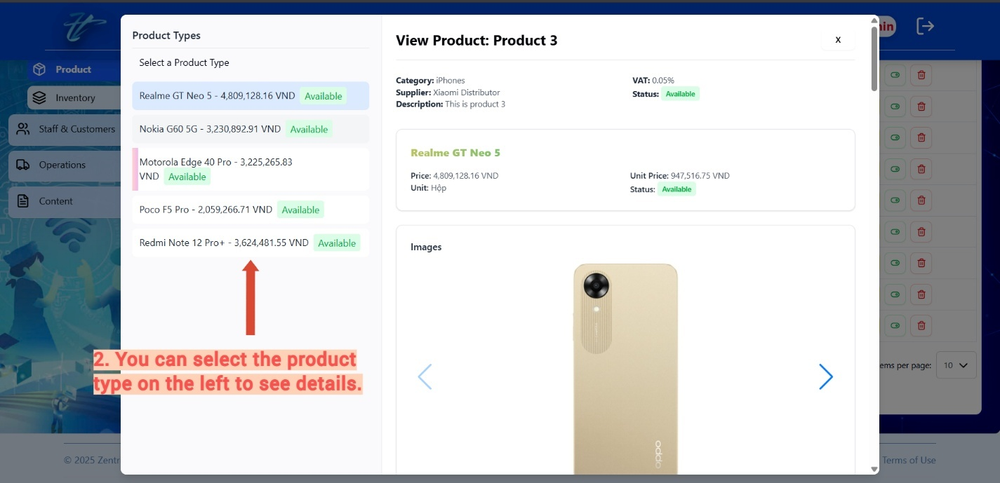 Product Types
Select a Product Type
Realme GT Neo 5 - 4,809,128.16 VND Available
Nokia G60 5G - 3,230,892.91 VND Available
Motorola Edge 40 Pro - 3,225,265.83
VND Available
Poco F5 Pro - 2,059,266.71 VND Available
Redmi Note 12 Pro+ - 3,624,481.55 VND Available
2. You can select the product
type on the left to see details.
View Product: Product 3
X
Category: iPhones
Supplier: Xiaomi Distributor
Description: This is product 3
VAT: 0.05%
Status: Available
Realme GT Neo 5
Price: 4,809,128.16 VND
Unit: Hộp
Unit Price: 947,516.75 VND
Status: Available
Images
oppo
Product
Inventory
Staff & Customers
Operations
Content
per page:
10
© 2025
Terms of Use